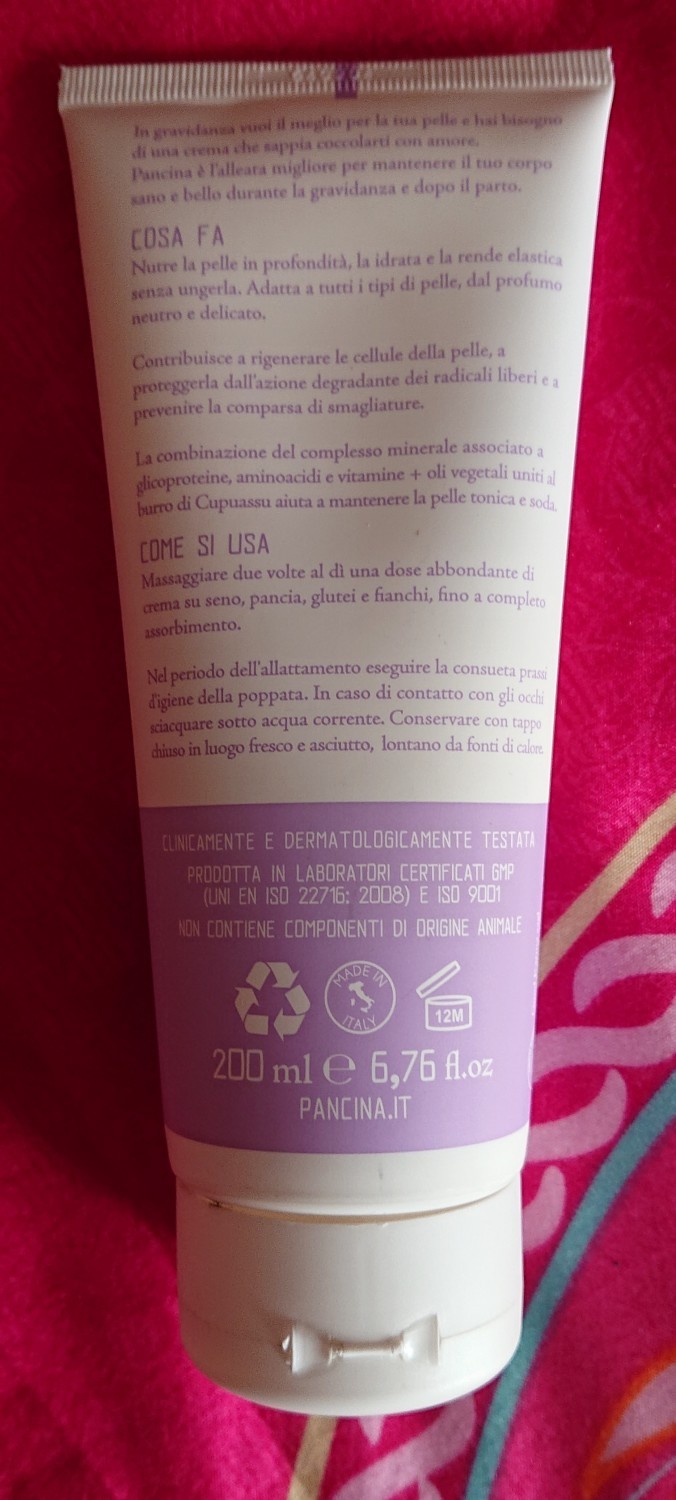 In gravidanza vuoi il meglio per la tua pelle e hai bisogno
di una crema che sappia coccolarti con amore.
Pancina è l'alleata migliore per mantenere il tuo corpo
sano e bello durante la gravidanza e dopo il parto.
COSA FA
Nutre la pelle in profondità, la idrata e la rende elastica
senza ungerla. Adatta a tutti i tipi di pelle, dal profumo
neutro e delicato.
Contribuisce a rigenerare le cellule della pelle, a
proteggerla dall'azione degradante dei radicali liberi e a
prevenire la comparsa di smagliature.
La combinazione del complesso minerale associato a
glicoproteine, aminoacidi e vitamine + oli vegetali uniti al
burro di Cupuassu aiuta a mantenere la pelle tonica e soda.
COME SI USA
Massaggiare due volte al dì una dose abbondante di
crema su seno, pancia, glutei e fianchi, fino a completo
assorbimento.
Nel periodo dell'allattamento eseguire la consueta prassi
d'igiene della poppata. In caso di contatto con gli occhi
sciacquare sotto acqua corrente. Conservare con tappo
chiuso in luogo fresco e asciutto, lontano da fonti di calore.
CLINICAMENTE E DERMATOLOGICAMENTE TESTATA
PRODOTTA IN LABORATORI CERTIFICATI GMP
(UNI EN ISO 22716: 2008) E ISO 9001
NON CONTIENE COMPONENTI DI ORIGINE ANIMALE
MADE IN
ITALY
12M
200 ml e 6,76 fl.oz
PANCINA.IT